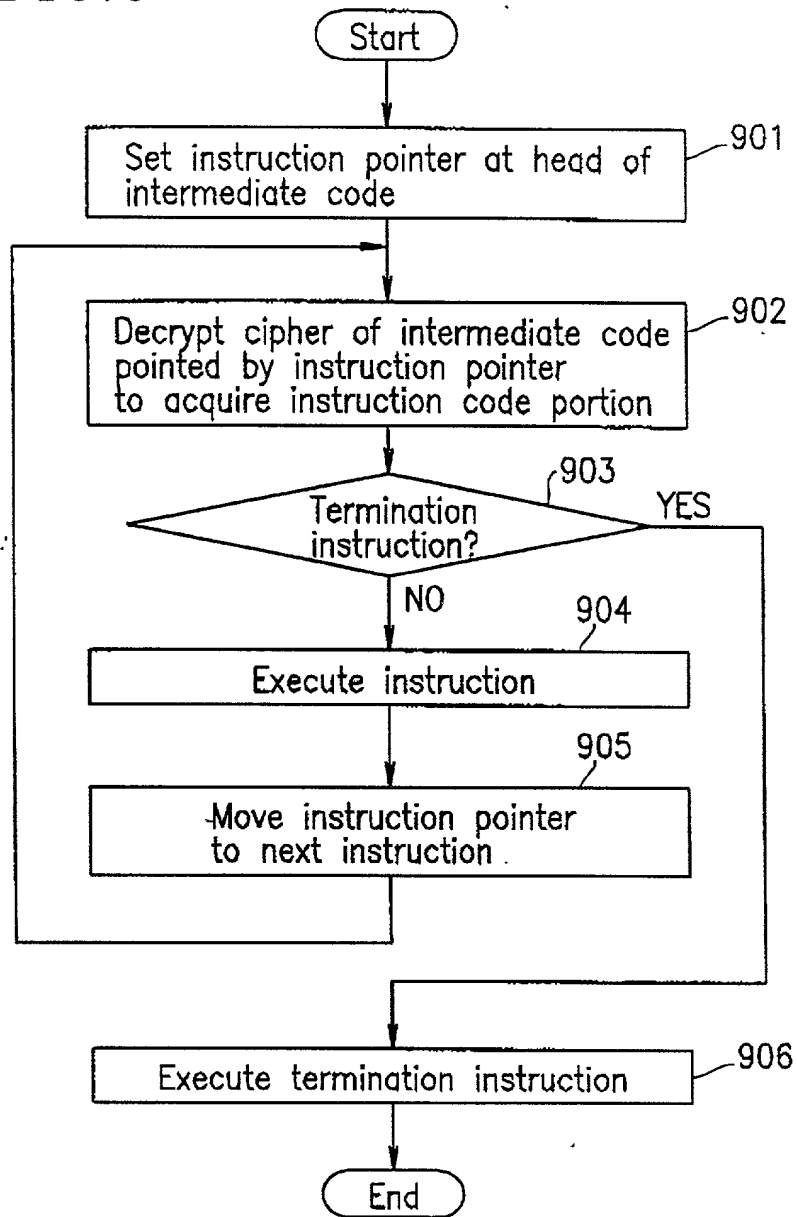 Start
Set instruction pointer at head of
intermediate code
901
Decrypt cipher of intermediate code
pointed by instruction pointer
to acquire instruction code portion
902
903
Termination
instruction?
YES
NO
904
Execute instruction
905
Move instruction pointer
to next instruction
Execute termination instruction
906
End